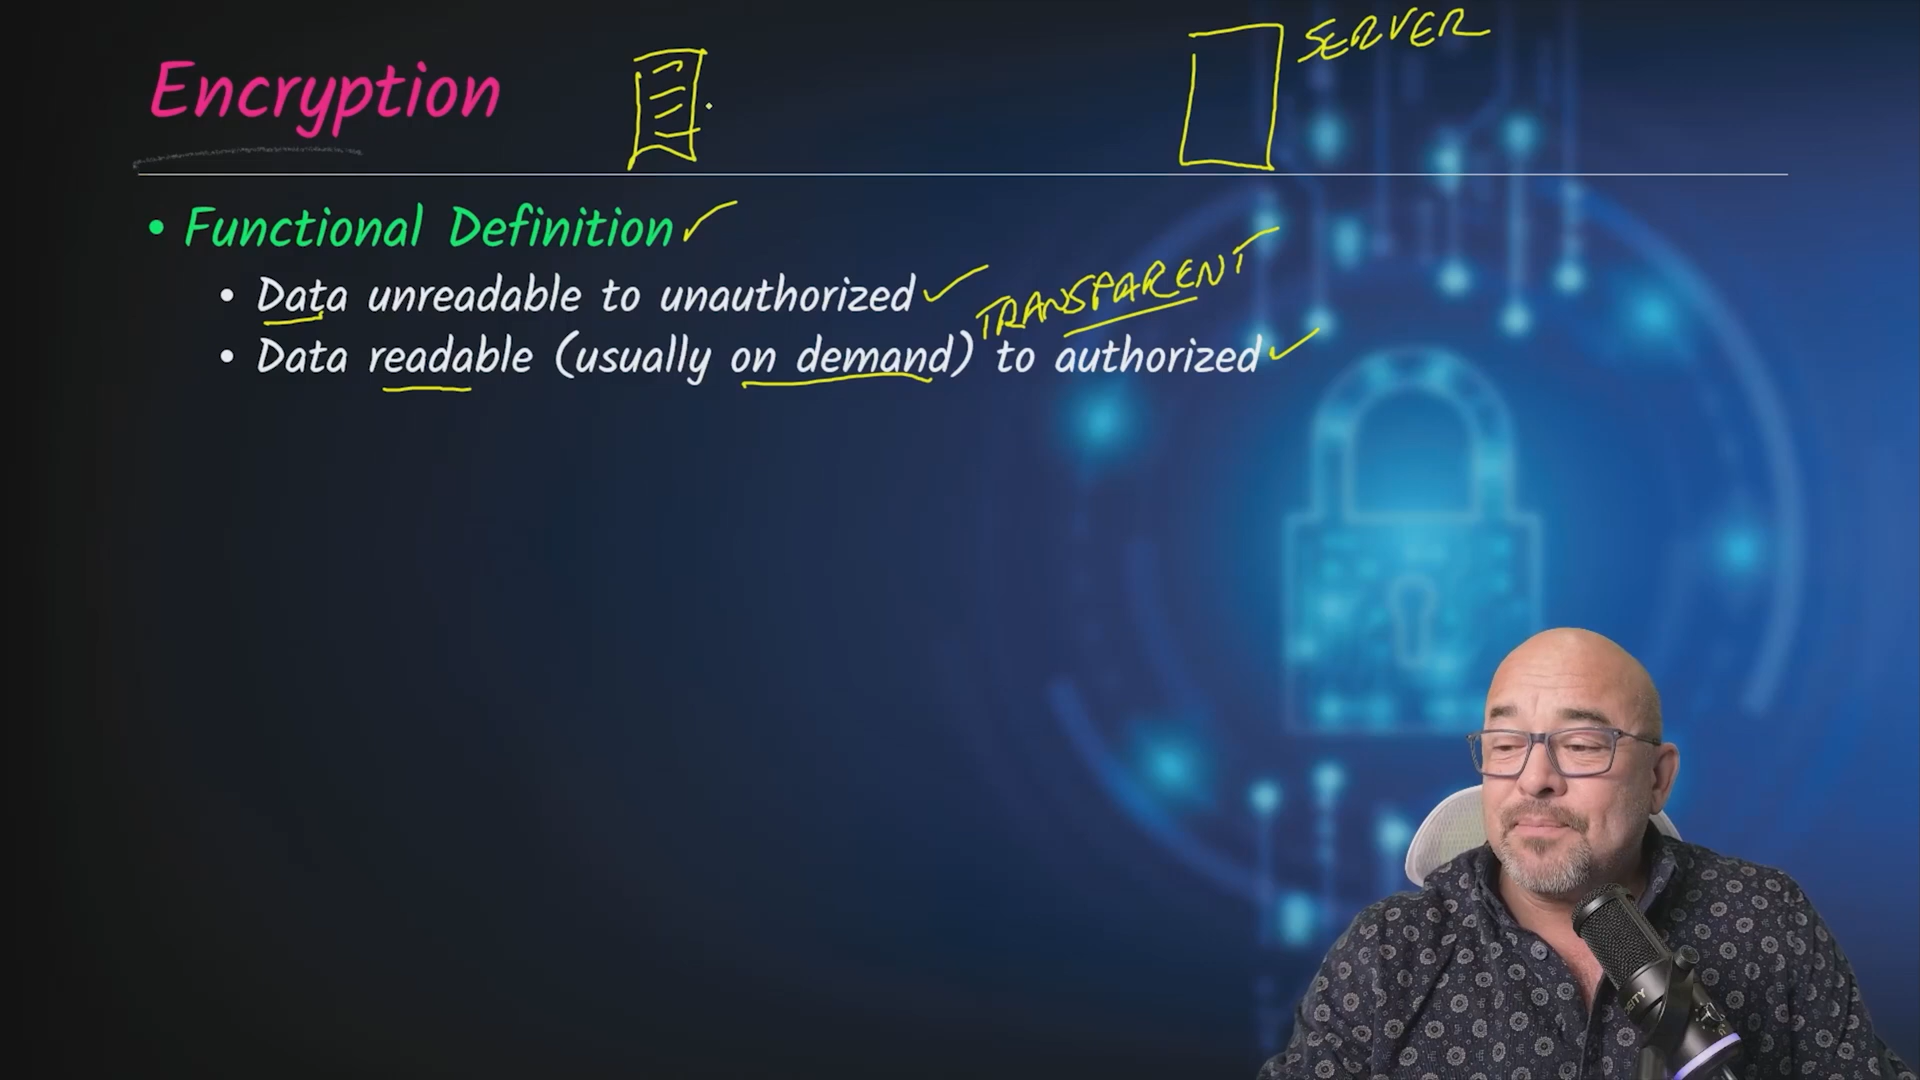 SERVER
Encryption
• Functional Definition
• Data unreadable to unauthorized
TRANSPARENT
• Data readable (usually on demand) to authorized